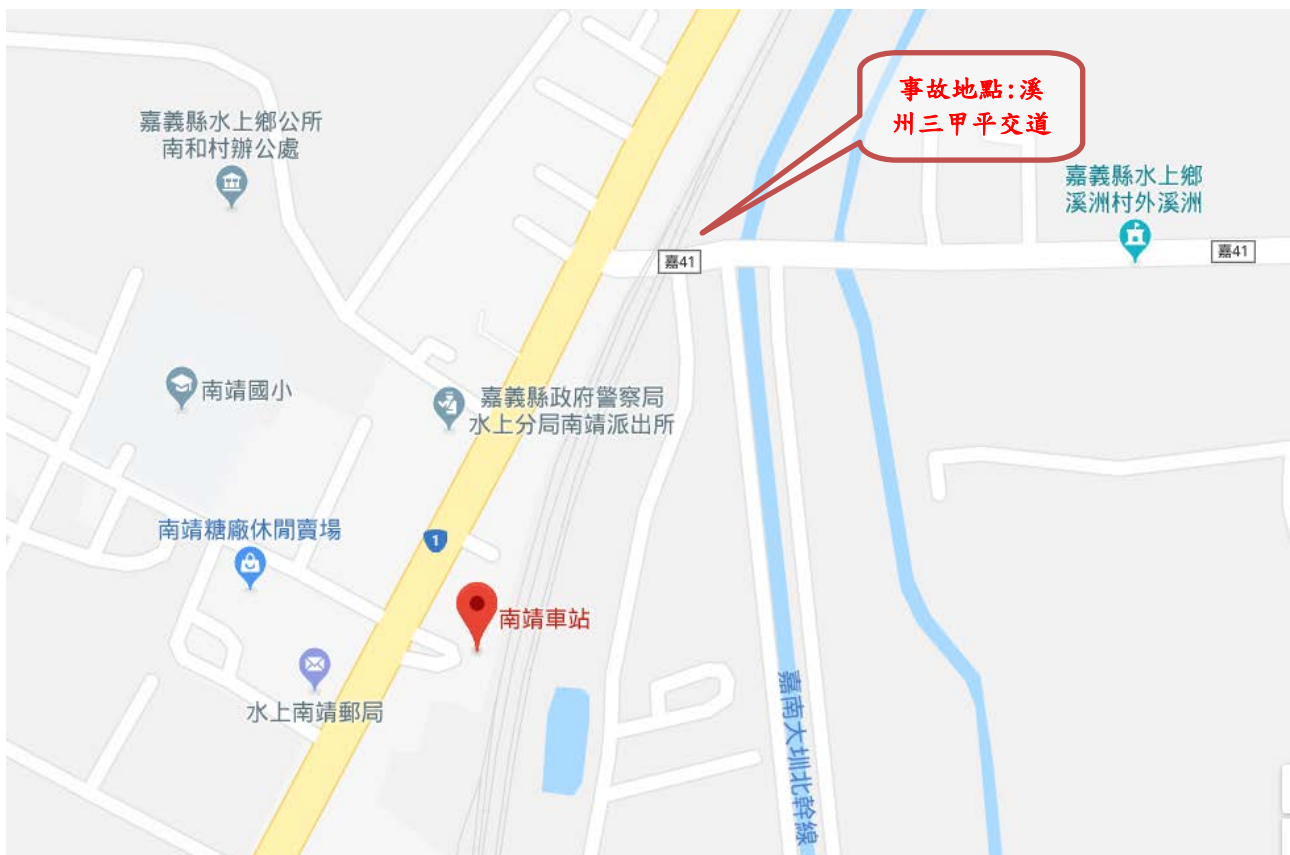 事故地點:溪
州三甲平交道
嘉義縣水上鄉公所
南和村辦公處
嘉義縣水上鄉
溪洲村外溪洲
嘉41
嘉41
南靖國小
嘉義縣政府警察局
水上分局南靖派出所
南靖糖廠休閒賣場
1
南靖車站
水上南靖郵局
嘉南大圳北幹線